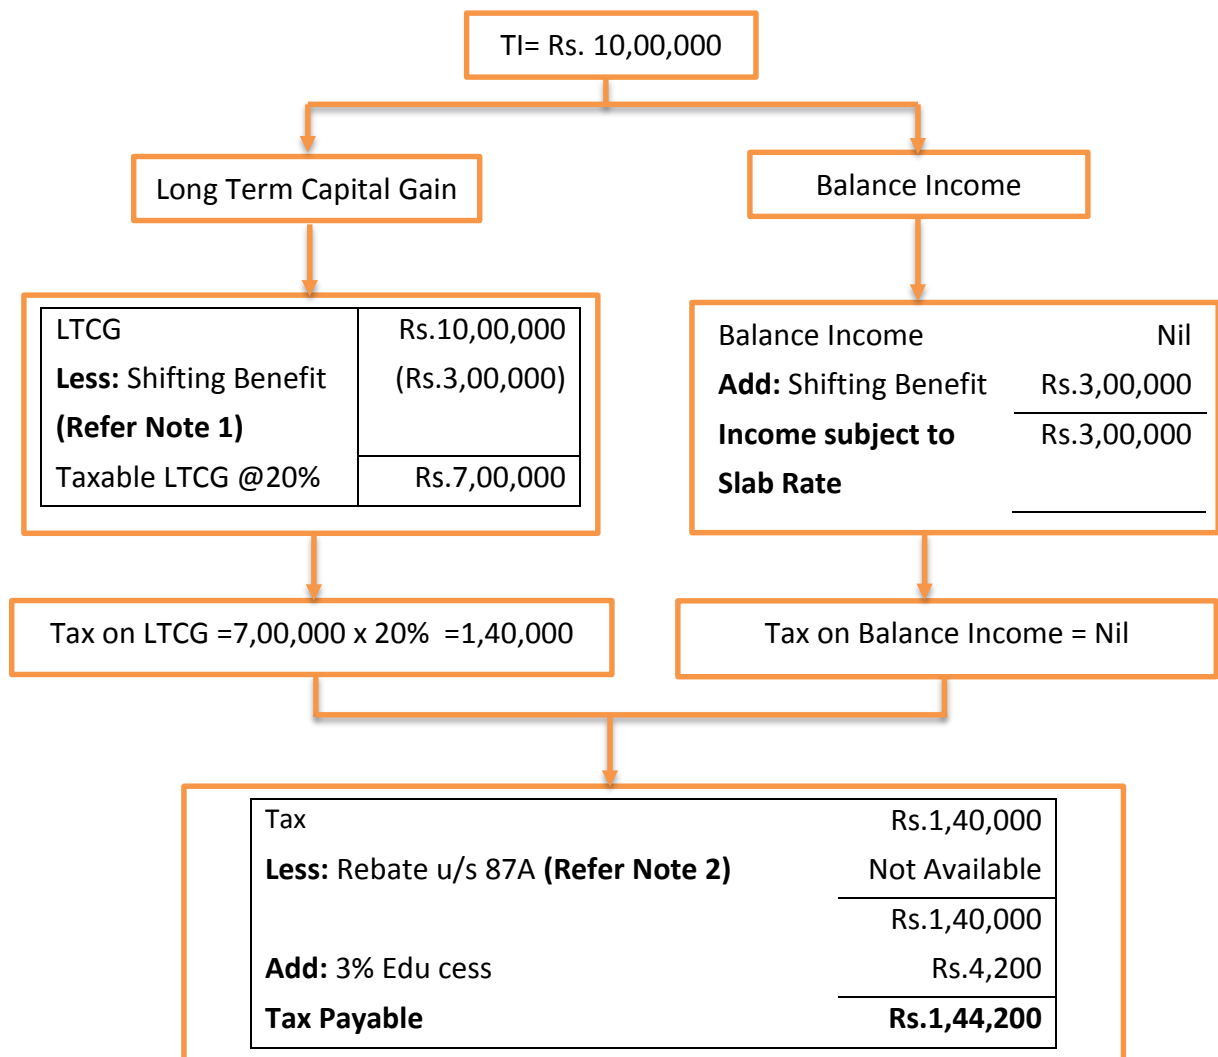 TI= Rs. 10,00,000
Long Term Capital Gain
Balance Income
LTCG Rs.10,00,000
Less: Shifting Benefit (Rs.3,00,000)
(Refer Note 1)
Taxable LTCG @20% Rs.7,00,000
Balance Income Nil
Add: Shifting Benefit Rs.3,00,000
Income subject to Rs.3,00,000
Slab Rate
Tax on LTCG =7,00,000 x 20% =1,40,000
Tax on Balance Income = Nil
Tax Rs.1,40,000
Less: Rebate u/s 87A (Refer Note 2) Not Available
Rs.1,40,000
Add: 3% Edu cess Rs.4,200
Tax Payable Rs.1,44,200